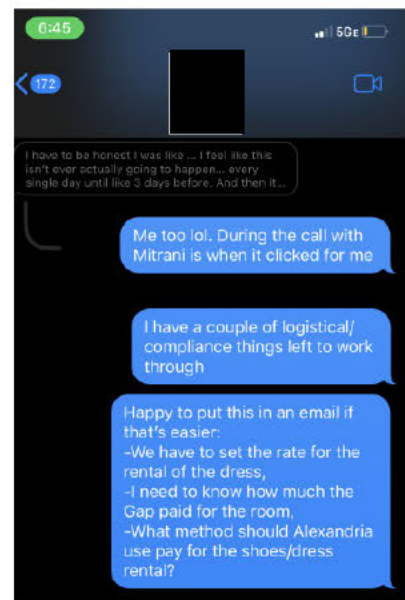 6:45
5GE
172
I have to be honest I was like ... I feel like this
isn't ever actually going to happen... every
single day until like 3 days before. And then it...
Me too lol. During the call with
Mitrani is when it clicked for me
I have a couple of logistical/
compliance things left to work
through
Happy to put this in an email if
that's easier:
-We have to set the rate for the
rental of the dress,
-I need to know how much the
Gap paid for the room,
-What method should Alexandria
use pay for the shoes/dress
rental?